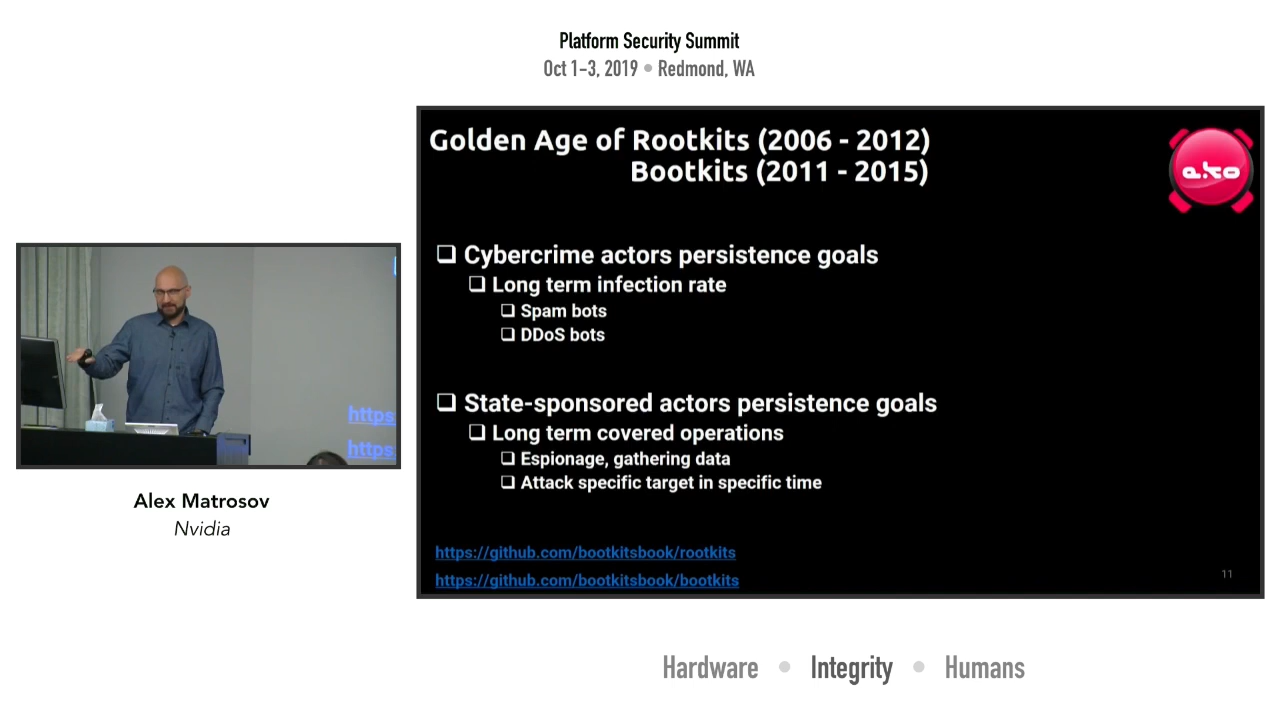 Platform Security Summit
Oct 1-3, 2019 • Redmond, WA
Golden Age of Rootkits (2006 - 2012)
Bootkits (2011 - 2015)
eko
❑ Cybercrime actors persistence goals
❑ Long term infection rate
❑ Spam bots
❑ DDoS bots
❑ State-sponsored actors persistence goals
❑ Long term covered operations
❑ Espionage, gathering data
❑ Attack specific target in specific time
https://github.com/bootkitsbook/rootkits
https://github.com/bootkitsbook/bootkits
11
https
https
Alex Matrosov
Nvidia
Hardware • Integrity • Humans